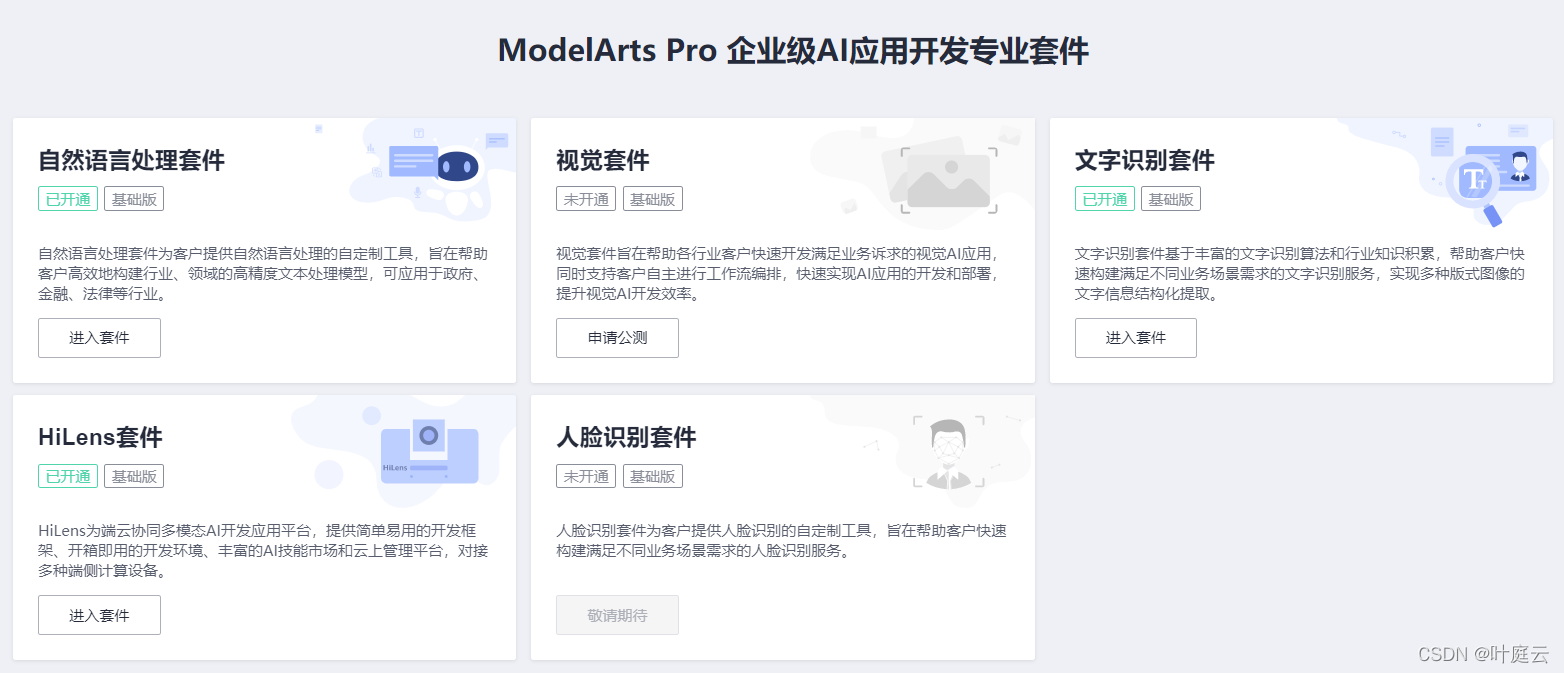 ModelArts Pro 企业级AI应用开发专业套件
自然语言处理套件
已开通 基础版
自然语言处理套件为客户提供自然语言处理的自定制工具，旨在帮助
客户高效地构建行业、领域的高精度文本处理模型，可应用于政府、
金融、法律等行业。
进入套件
视觉套件
未开通 基础版
视觉套件旨在帮助各行业客户快速开发满足业务诉求的视觉AI应用，
同时支持客户自主进行工作流编排，快速实现AI应用的开发和部署，
提升视觉AI开发效率。
申请公测
文字识别套件
已开通 基础版
Tт
文字识别套件基于丰富的文字识别算法和行业知识积累，帮助客户快
速构建满足不同业务场景需求的文字识别服务，实现多种版式图像的
文字信息结构化提取。
进入套件
HiLens套件
已开通 基础版
HiLens
HiLens为端云协同多模态AI开发应用平台，提供简单易用的开发框
架、开箱即用的开发环境、丰富的AI技能市场和云上管理平台，对接
多种端侧计算设备。
进入套件
人脸识别套件
未开通 基础版
人脸识别套件为客户提供人脸识别的自定制工具，旨在帮助客户快速
构建满足不同业务场景需求的人脸识别服务。
敬请期待
CSDN @叶庭云